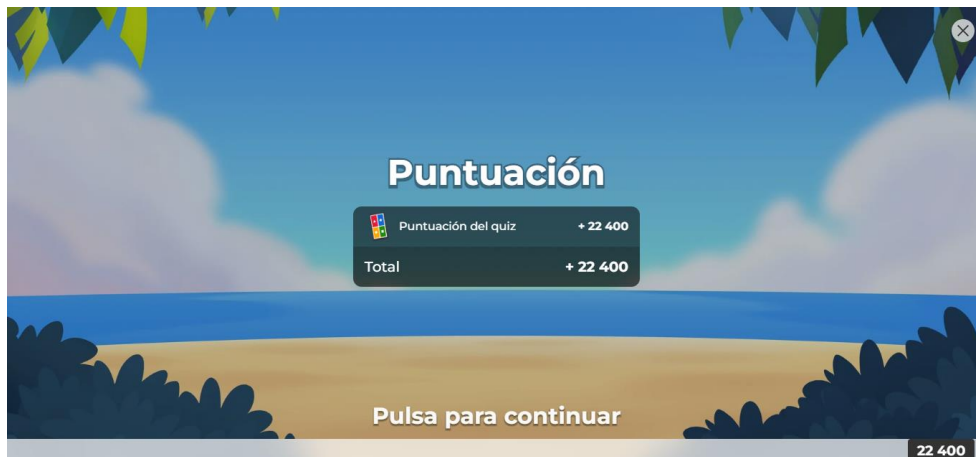 Puntuación
Puntuación del quiz + 22 400
Total + 22 400
Pulsa para continuar
22 400